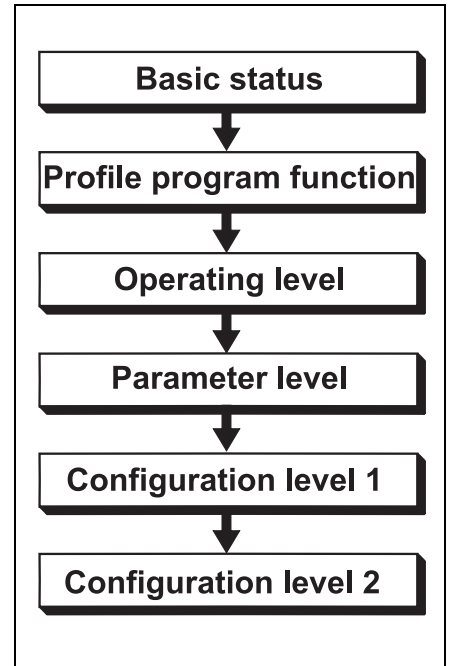 Basic status
Profile program function
Operating level
Parameter level
Configuration level 1
Configuration level 2